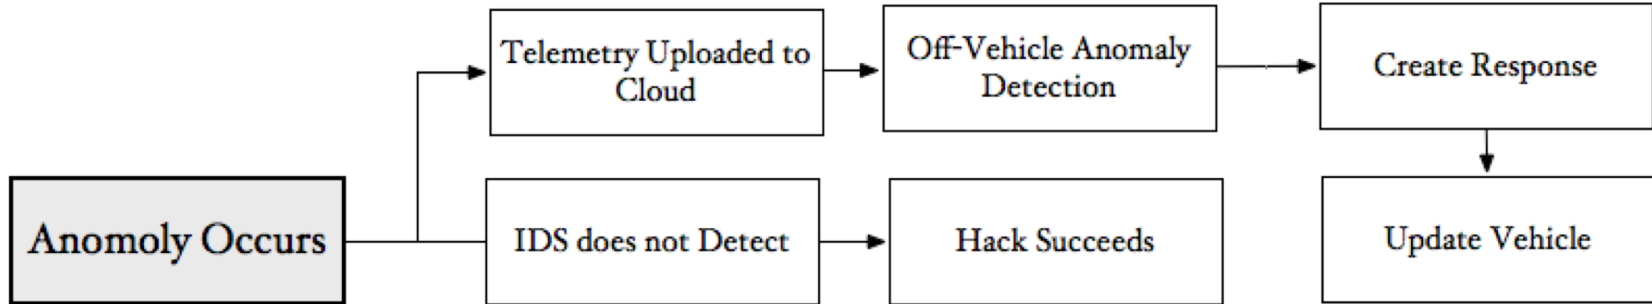 Telemetry Uploaded to
Cloud
Off-Vehicle Anomaly
Detection
Create Response
Anomoly Occurs
IDS does not Detect
Hack Succeeds
Update Vehicle